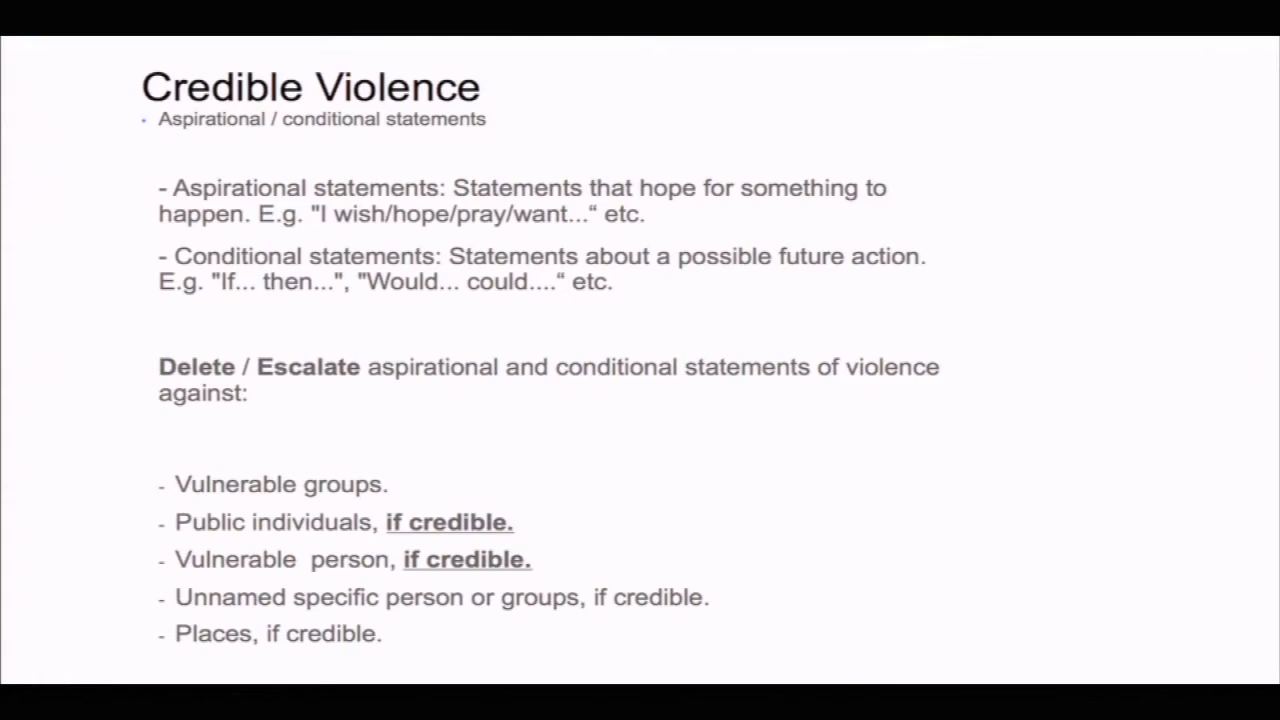 Credible Violence
· Aspirational / conditional statements
- Aspirational statements: Statements that hope for something to
happen. E.g. "I wish/hope/pray/want...“ etc.
- Conditional statements: Statements about a possible future action.
E.g. "If... then...", "Would... could....“ etc.
Delete / Escalate aspirational and conditional statements of violence
against:
- Vulnerable groups.
- Public individuals, if credible.
- Vulnerable person, if credible.
- Unnamed specific person or groups, if credible.
- Places, if credible.